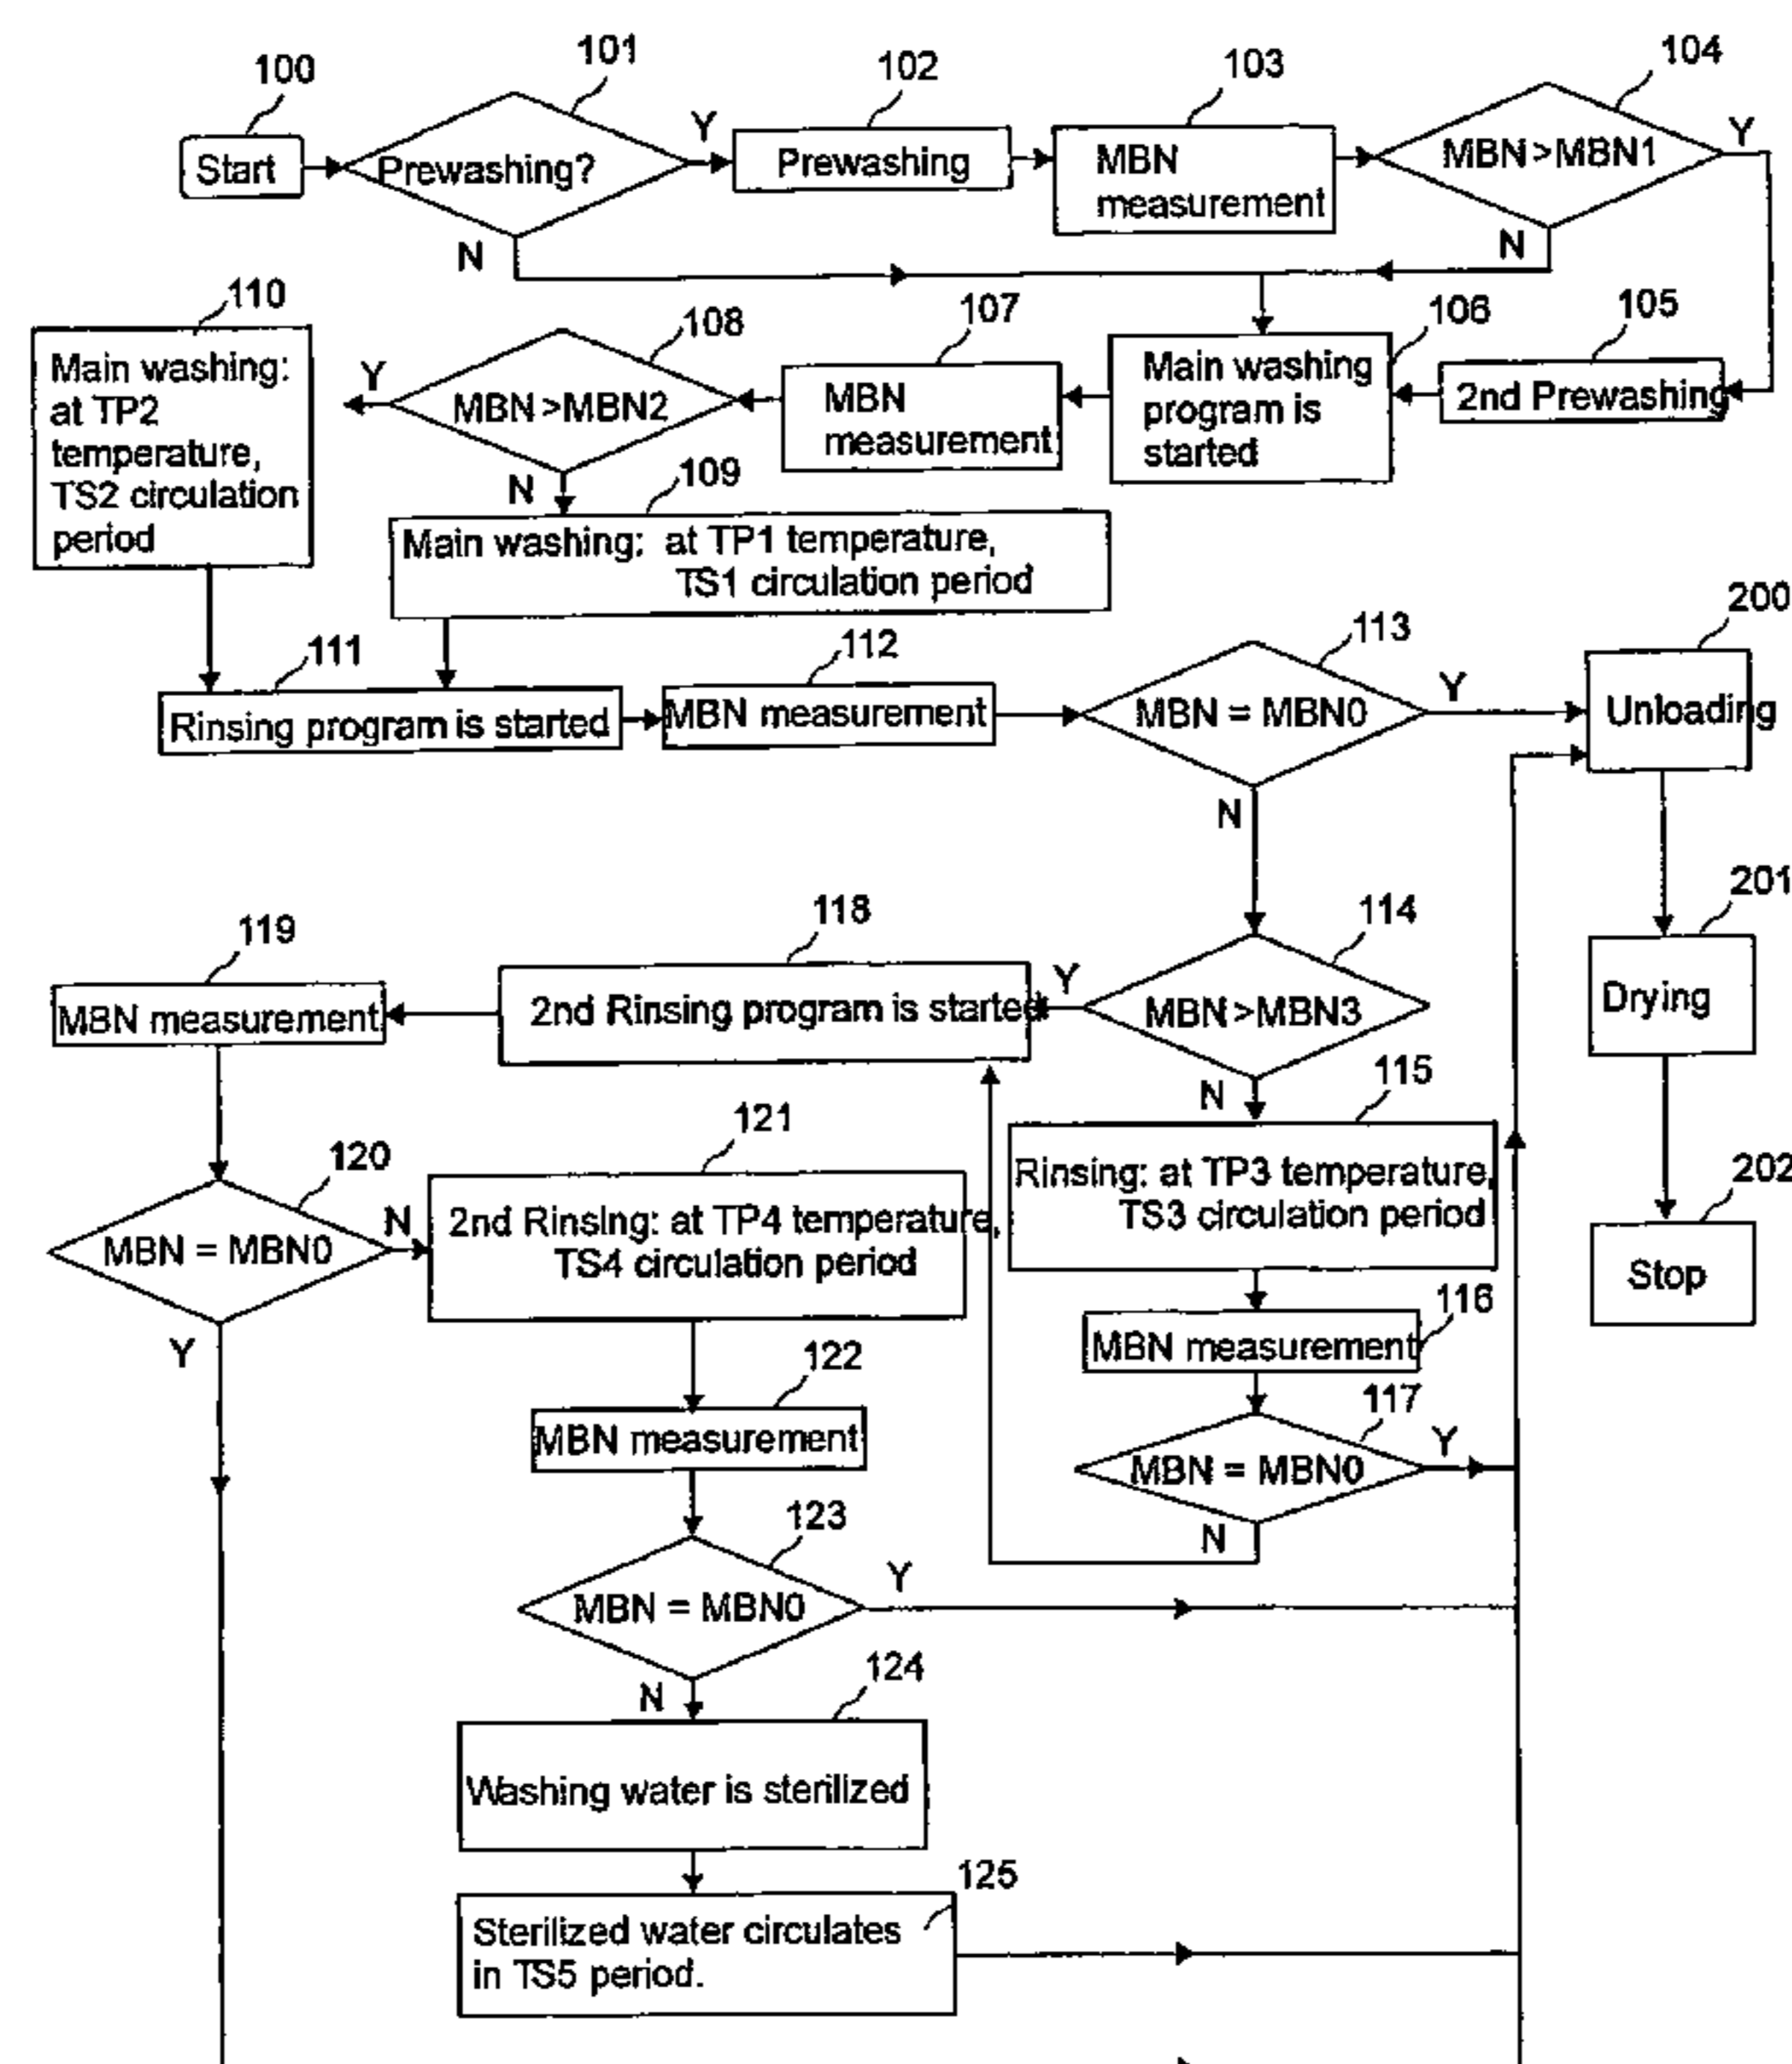 100
101
102
103
104
Start
Prewashing?
Y
Prewashing
MBN
measurement
MBN>MBN1
Y
N
N
110
108
107
106
105
Main washing:
at TP2
temperature,
TS2 circulation
period
Y
MBN>MBN2
MBN
measurement
Main washing
program is
started
2nd Prewashing
N
109
Main washing: at TP1 temperature,
TS1 circulation period
111
112
113
200
Rinsing program is started
MBN measurement
MBN = MBN0
Y
Unloading
N
201
119
118
114
MBN measurement
2nd Rinsing program is started
Y
MBN>MBN3
Drying
N
115
120
121
202
MBN = MBN0
N
2nd Rinsing: at TP4 temperature,
TS4 circulation period
Rinsing: at TP3 temperature,
TS3 circulation period
Stop
Y
122
116
MBN measurement
MBN measurement
117
MBN = MBN0
Y
N
123
MBN = MBN0
Y
N
124
Washing water is sterilized
125
Sterilized water circulates
in TS5 period.